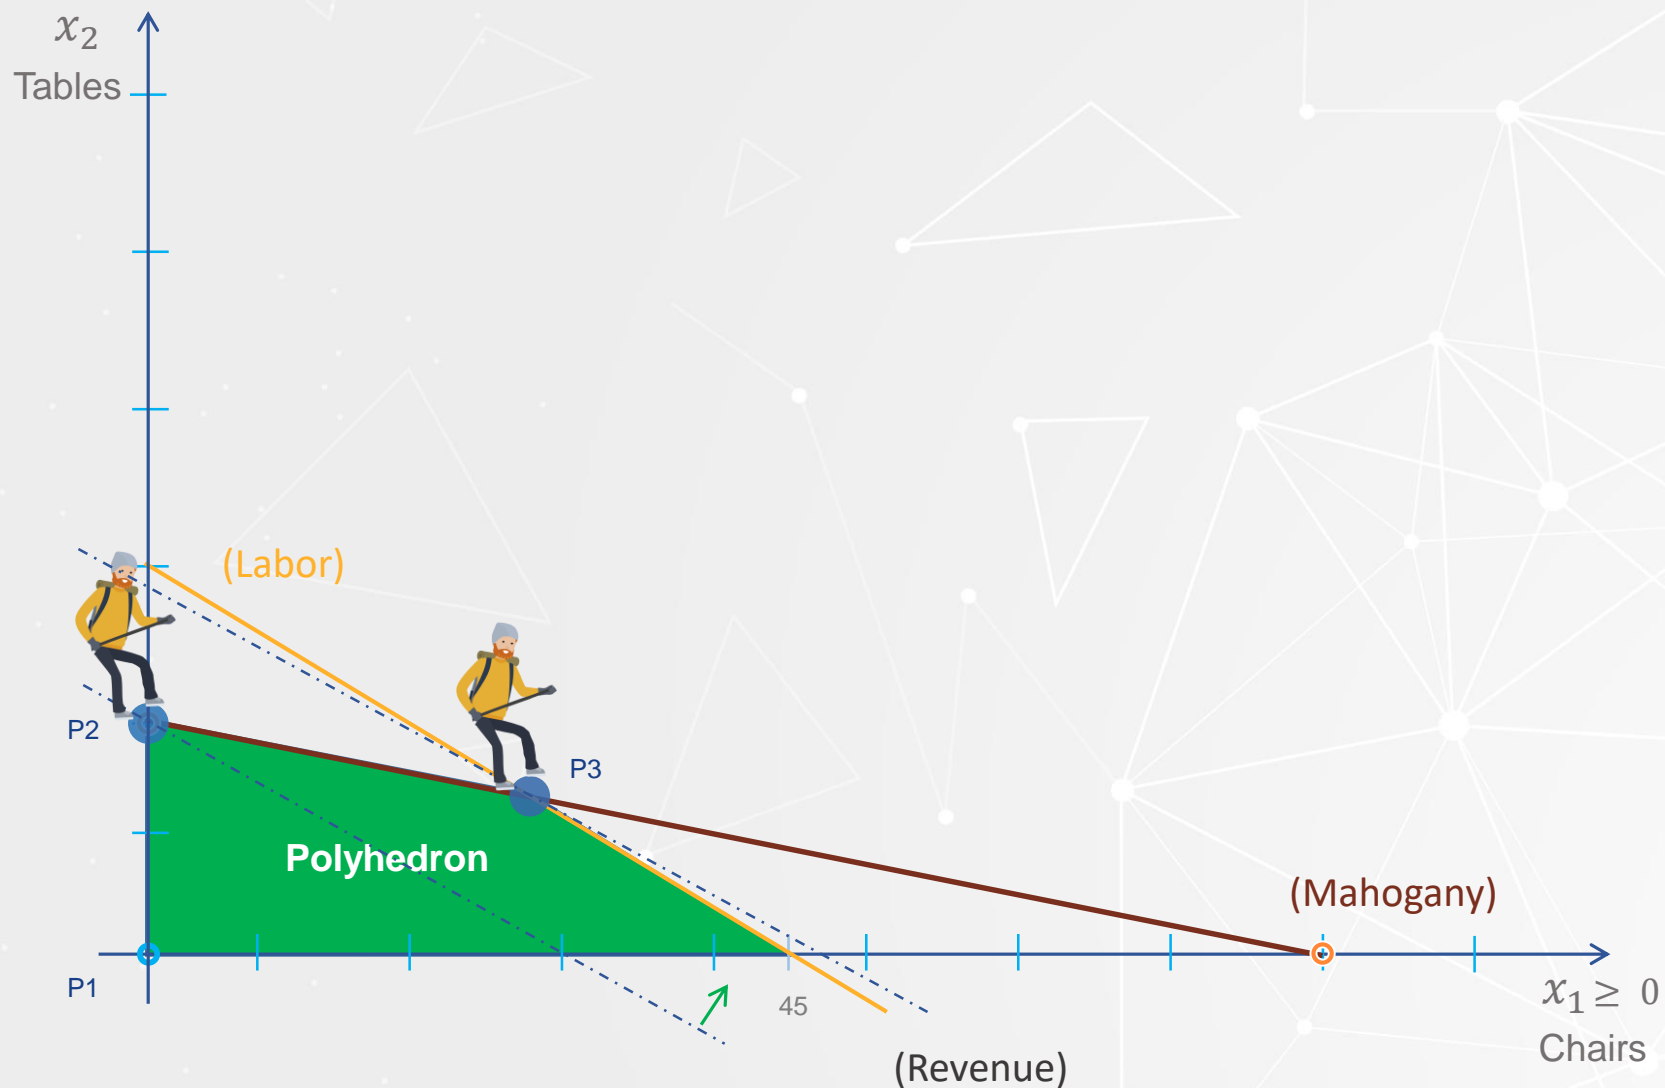 x₂
Tables
(Labor)
P2
P3
Polyhedron
(Mahogany)
P1
45
x₁ ≥ 0
Chairs
(Revenue)